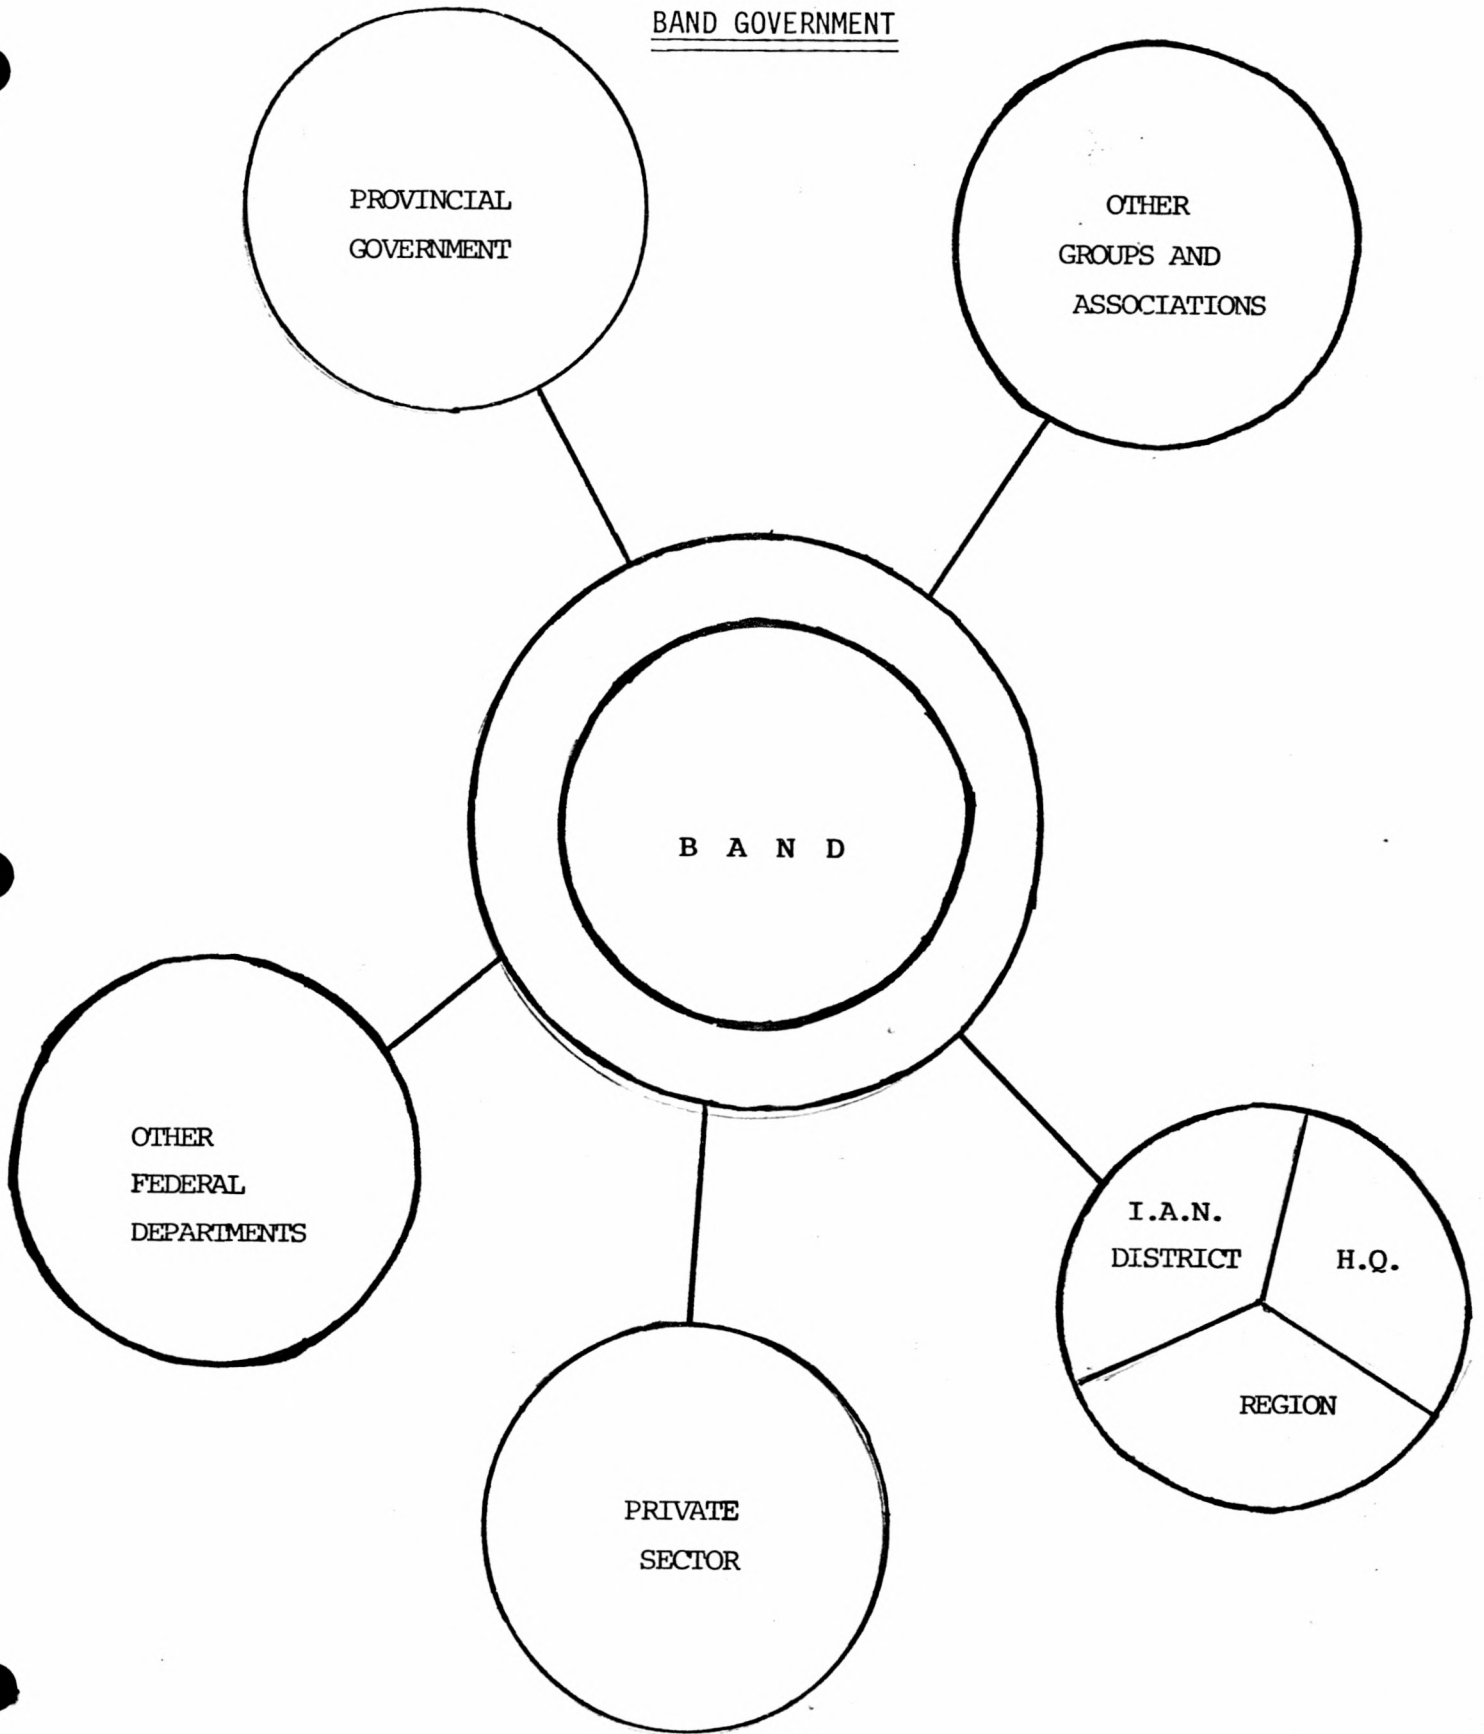 BAND GOVERNMENT
PROVINCIAL
GOVERNMENT
OTHER
GROUPS AND
ASSOCIATIONS
B A N D
OTHER
FEDERAL
DEPARTMENTS
I.A.N.
DISTRICT
H.Q.
REGION
PRIVATE
SECTOR